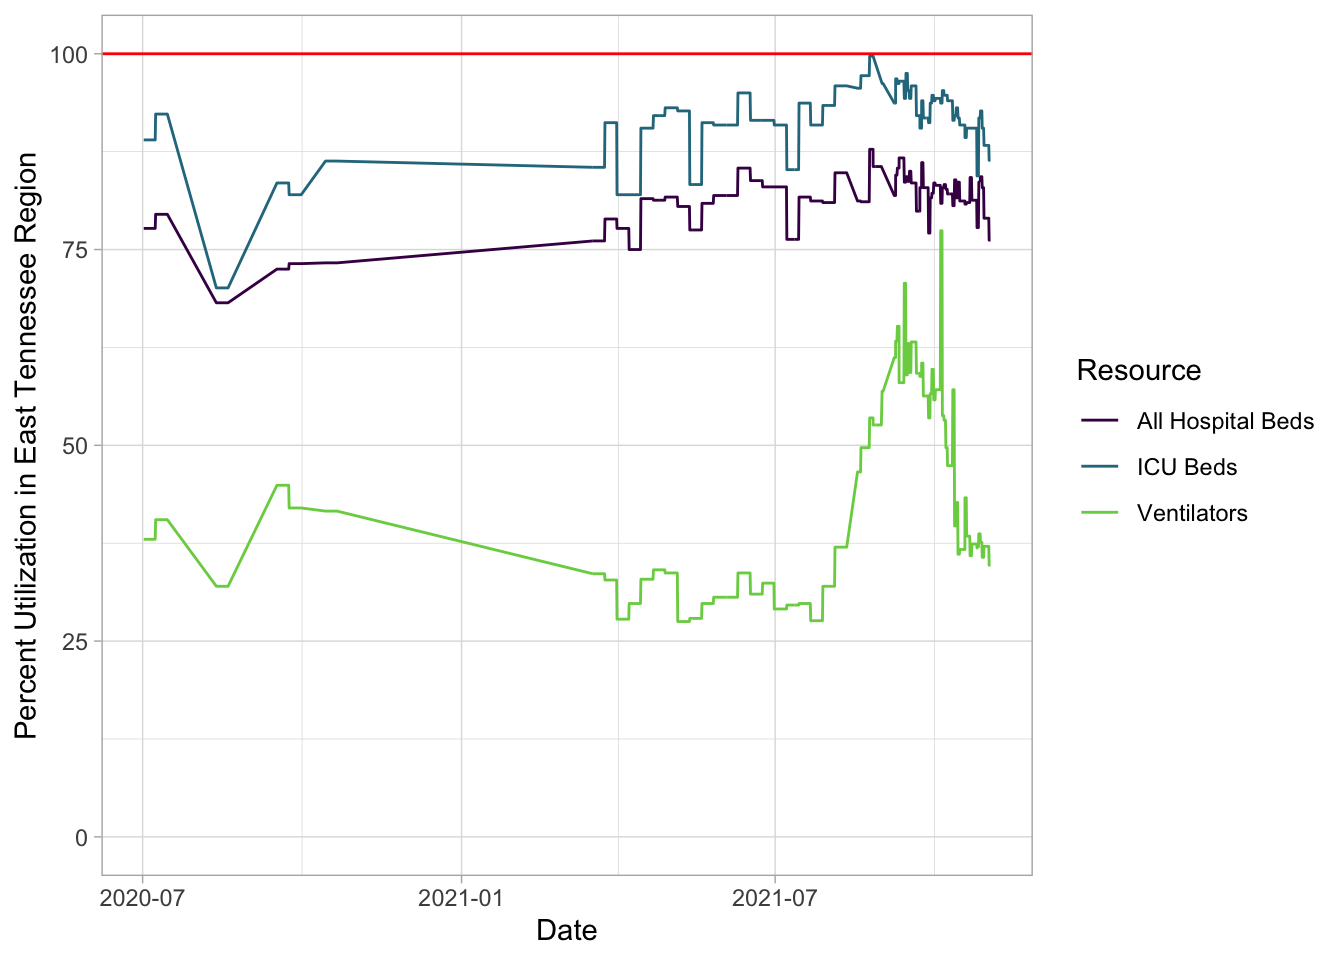 Percent Utilization in East Tennessee Region
100
75
50
25
0
2020-07
2021-01
2021-07
Date
Resource
All Hospital Beds
ICU Beds
Ventilators